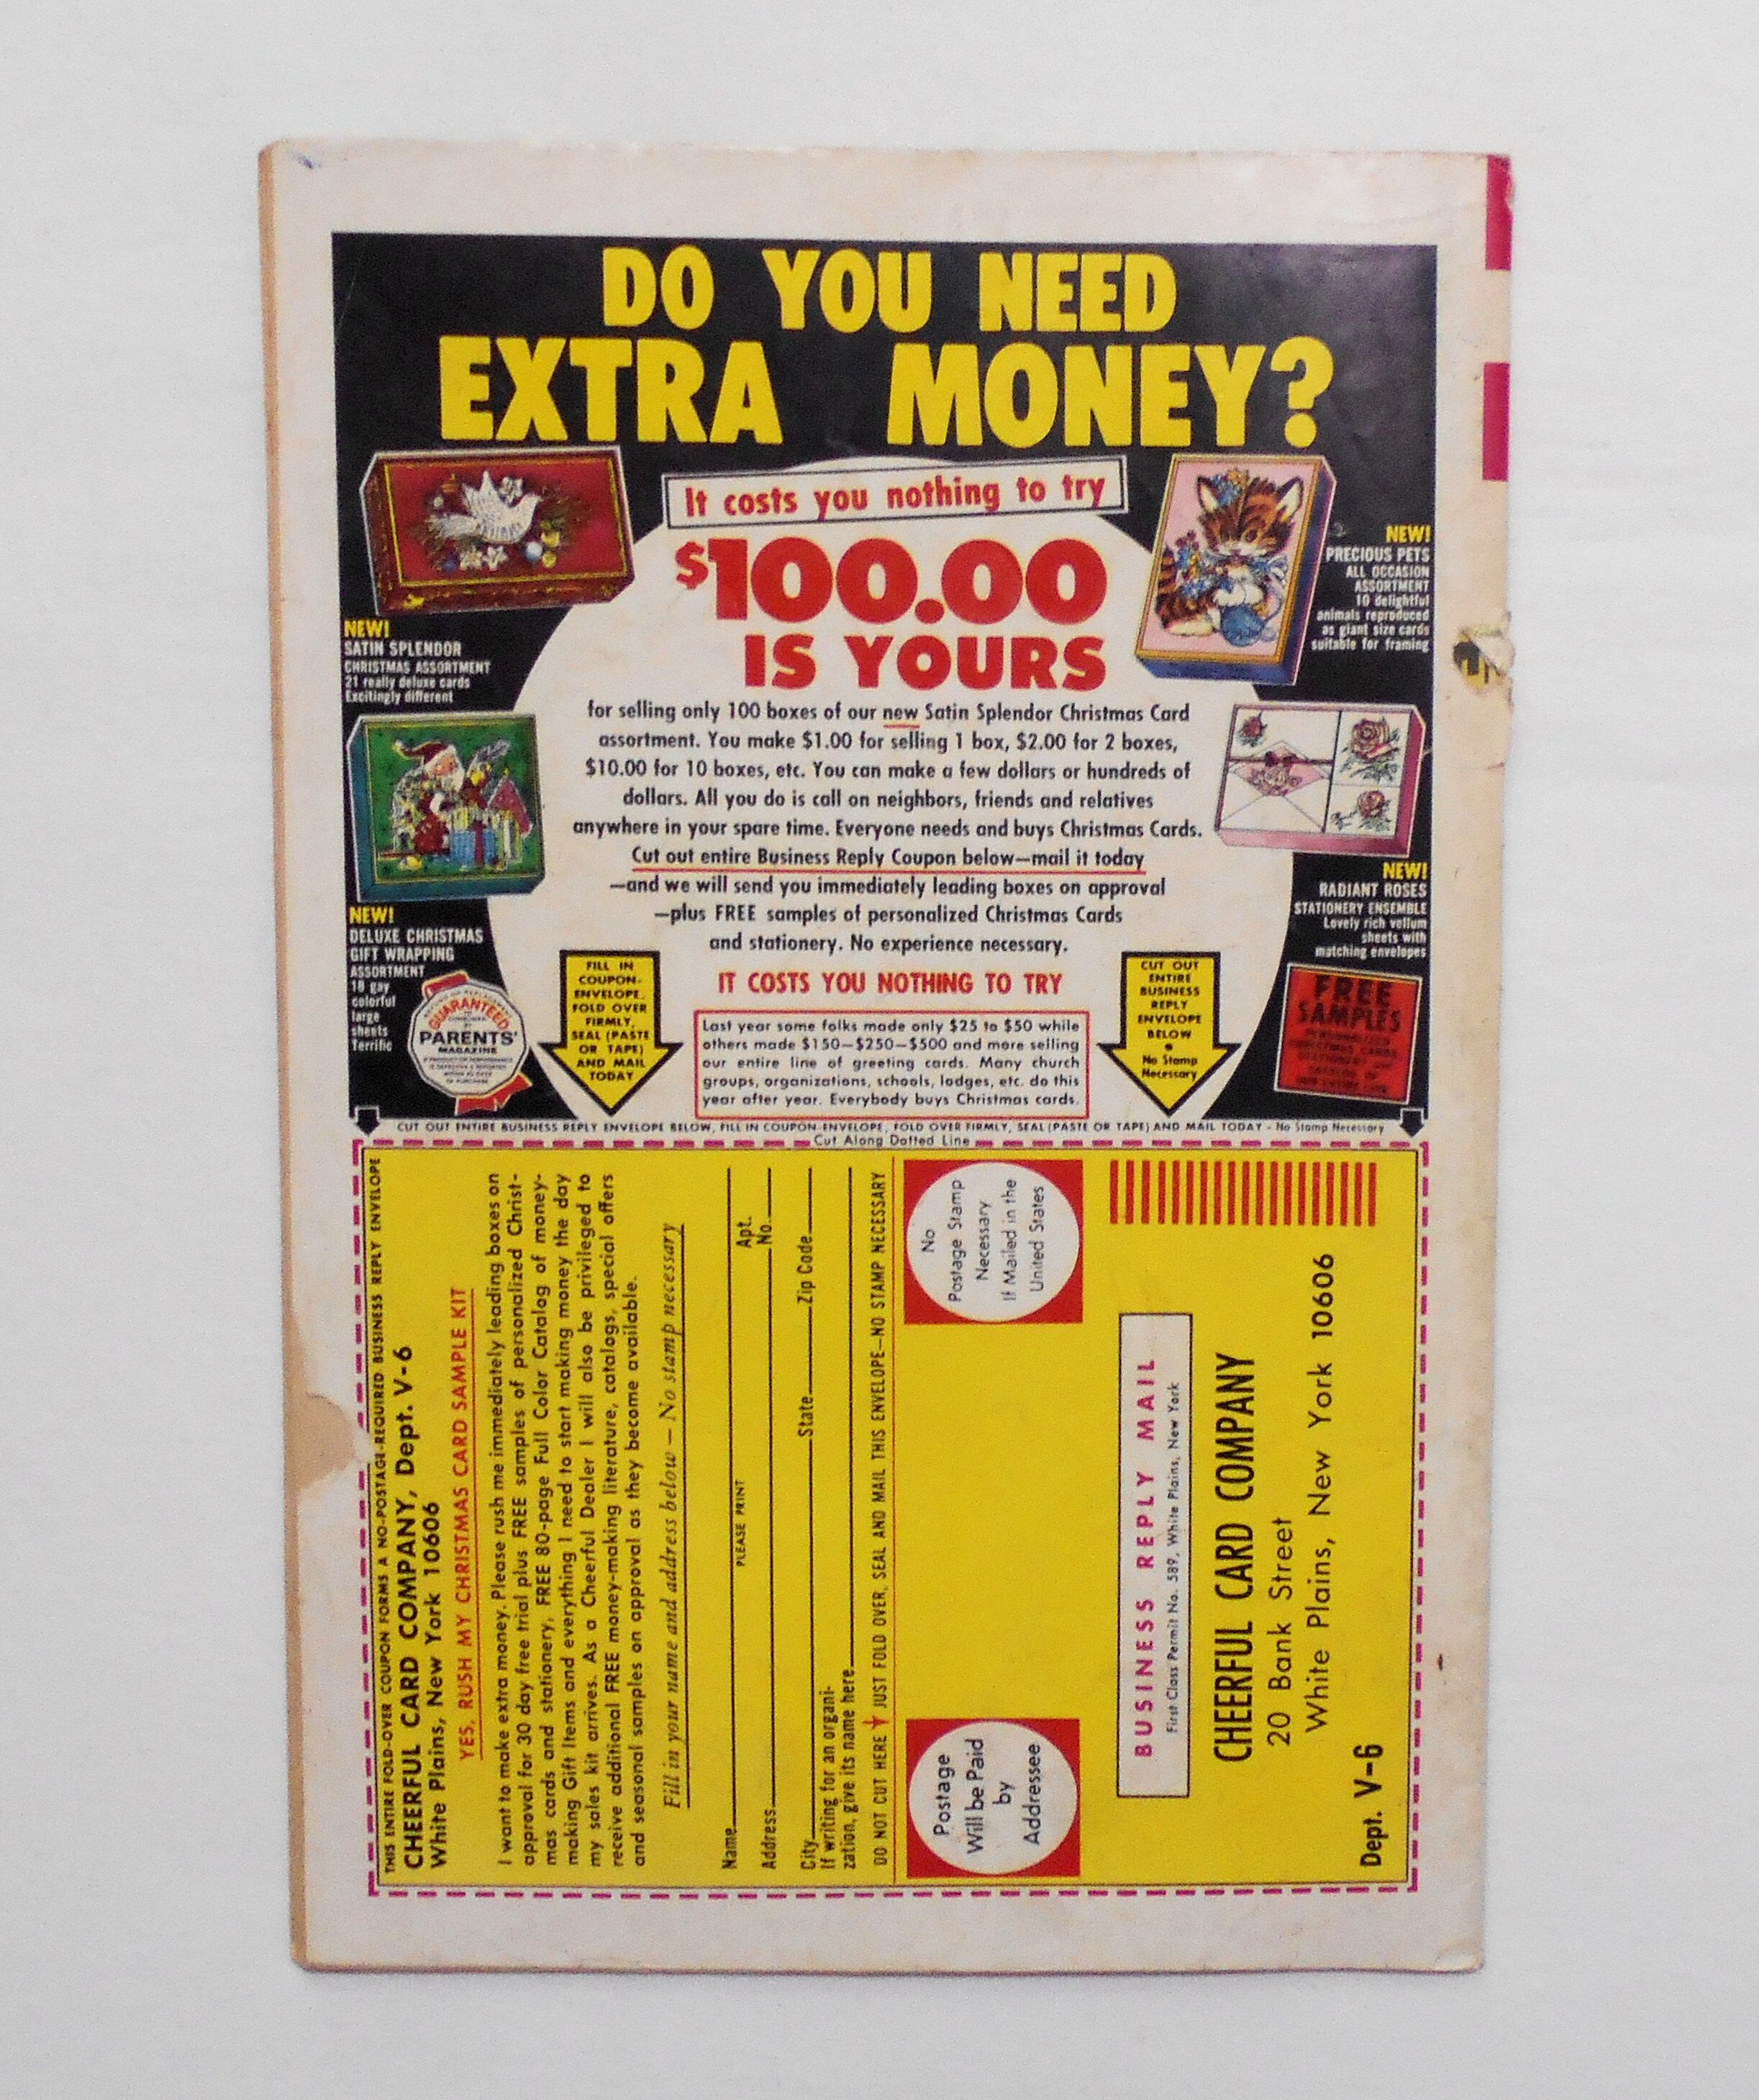 DO YOU NEED
EXTRA MONEY?
It costs you nothing to try
$100.00
IS YOURS
NEW!
SATIN SPLENDOR
CHRISTMAS ASSORTMENT
21 really deluxe cards
Excitingly different
NEW!
PRECIOUS PETS
ALL OCCASION
ASSORTMENT
10 delightful
animals reproduced
as giant size cards
suitable for framing
for selling only 100 boxes of our new Satin Splendor Christmas Card
assortment. You make $1.00 for selling 1 box, $2.00 for 2 boxes,
$10.00 for 10 boxes, etc. You can make a few dollars or hundreds of
dollars. All you do is call on neighbors, friends and relatives
anywhere in your spare time. Everyone needs and buys Christmas Cards.
Cut out entire Business Reply Coupon below—mail it today
—and we will send you immediately leading boxes on approval
—plus FREE samples of personalized Christmas Cards
and stationery. No experience necessary.
NEW!
DELUXE CHRISTMAS
GIFT WRAPPING
ASSORTMENT
18 gay
colorful
large
sheets
Terrific
NEW!
RADIANT ROSES
STATIONERY ENSEMBLE
Lovely rich vellum
sheets with
matching envelopes
GUARANTEED
PARENTS'
MAGAZINE
FILL IN
COUPON-
ENVELOPE,
FOLD OVER
FIRMLY,
SEAL (PASTE
OR TAPE)
AND MAIL
TODAY
IT COSTS YOU NOTHING TO TRY
Last year some folks made only $25 to $50 while
others made $150—$250—$500 and more selling
our entire line of greeting cards. Many church
groups, organizations, schools, lodges, etc. do this
year after year. Everybody buys Christmas cards.
CUT OUT
ENTIRE
BUSINESS
REPLY
ENVELOPE
BELOW
•
No Stamp
Necessary
FREE
SAMPLES
CUT OUT ENTIRE BUSINESS REPLY ENVELOPE BELOW, FILL IN COUPON-ENVELOPE, FOLD OVER FIRMLY, SEAL (PASTE OR TAPE) AND MAIL TODAY - No Stamp Necessary
Cut Along Dotted Line
THIS ENTIRE FOLD-OVER COUPON FORMS A NO-POSTAGE-REQUIRED BUSINESS REPLY ENVELOPE
CHEERFUL CARD COMPANY, Dept. V-6
White Plains, New York 10606
YES, RUSH MY CHRISTMAS CARD SAMPLE KIT
I want to make extra money. Please rush me immediately leading boxes on
approval for 30 day free trial plus FREE samples of personalized Christ-
mas cards and stationery, FREE 80-page Full Color Catalog of money-
making Gift Items and everything I need to start making money the day
my sales kit arrives. As a Cheerful Dealer I will also be privileged to
receive additional FREE money-making literature, catalogs, special offers
and seasonal samples on approval as they become available.
Fill in your name and address below — No stamp necessary
Name
PLEASE PRINT
Address Apt. No.
City State Zip Code
If writing for an organi-
zation, give its name here
DO NOT CUT HERE JUST FOLD OVER, SEAL AND MAIL THIS ENVELOPE—NO STAMP NECESSARY
Postage
Will be Paid
by
Addressee
No
Postage Stamp
Necessary
If Mailed in the
United States
BUSINESS REPLY MAIL
First Class Permit No. 589, White Plains, New York
CHEERFUL CARD COMPANY
20 Bank Street
White Plains, New York 10606
Dept. V-6